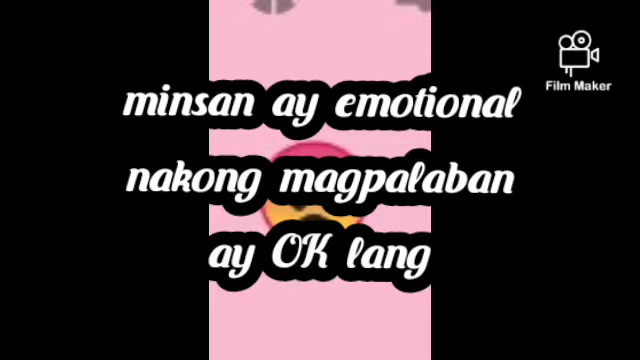 minsan ay emotional
nakong magpalaban
ay OK lang
Film Maker